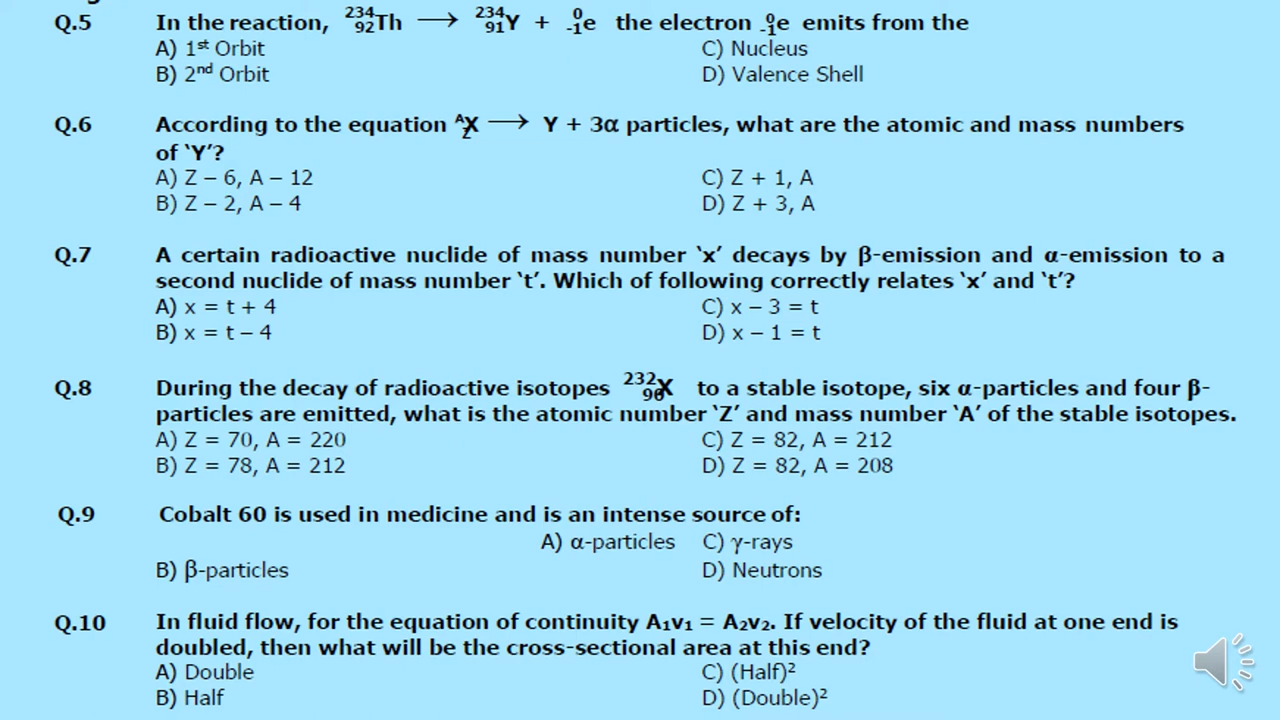 Q.5 In the reaction, ²³⁴₉₂Th ⟶ ²³⁴₉₁Y + ⁰₋₁e the electron ⁰₋₁e emits from the
A) 1ˢᵗ Orbit C) Nucleus
B) 2ⁿᵈ Orbit D) Valence Shell
Q.6 According to the equation ᴬzX ⟶ Y + 3α particles, what are the atomic and mass numbers
of ‘Y’?
A) Z – 6, A – 12 C) Z + 1, A
B) Z – 2, A – 4 D) Z + 3, A
Q.7 A certain radioactive nuclide of mass number ‘x’ decays by β-emission and α-emission to a
second nuclide of mass number ‘t’. Which of following correctly relates ‘x’ and ‘t’?
A) x = t + 4 C) x – 3 = t
B) x = t – 4 D) x – 1 = t
Q.8 During the decay of radioactive isotopes ²³²₉₀X to a stable isotope, six α-particles and four β-
particles are emitted, what is the atomic number ‘Z’ and mass number ‘A’ of the stable isotopes.
A) Z = 70, A = 220 C) Z = 82, A = 212
B) Z = 78, A = 212 D) Z = 82, A = 208
Q.9 Cobalt 60 is used in medicine and is an intense source of:
A) α-particles C) γ-rays
B) β-particles D) Neutrons
Q.10 In fluid flow, for the equation of continuity A₁v₁ = A₂v₂. If velocity of the fluid at one end is
doubled, then what will be the cross-sectional area at this end?
A) Double C) (Half)²
B) Half D) (Double)²